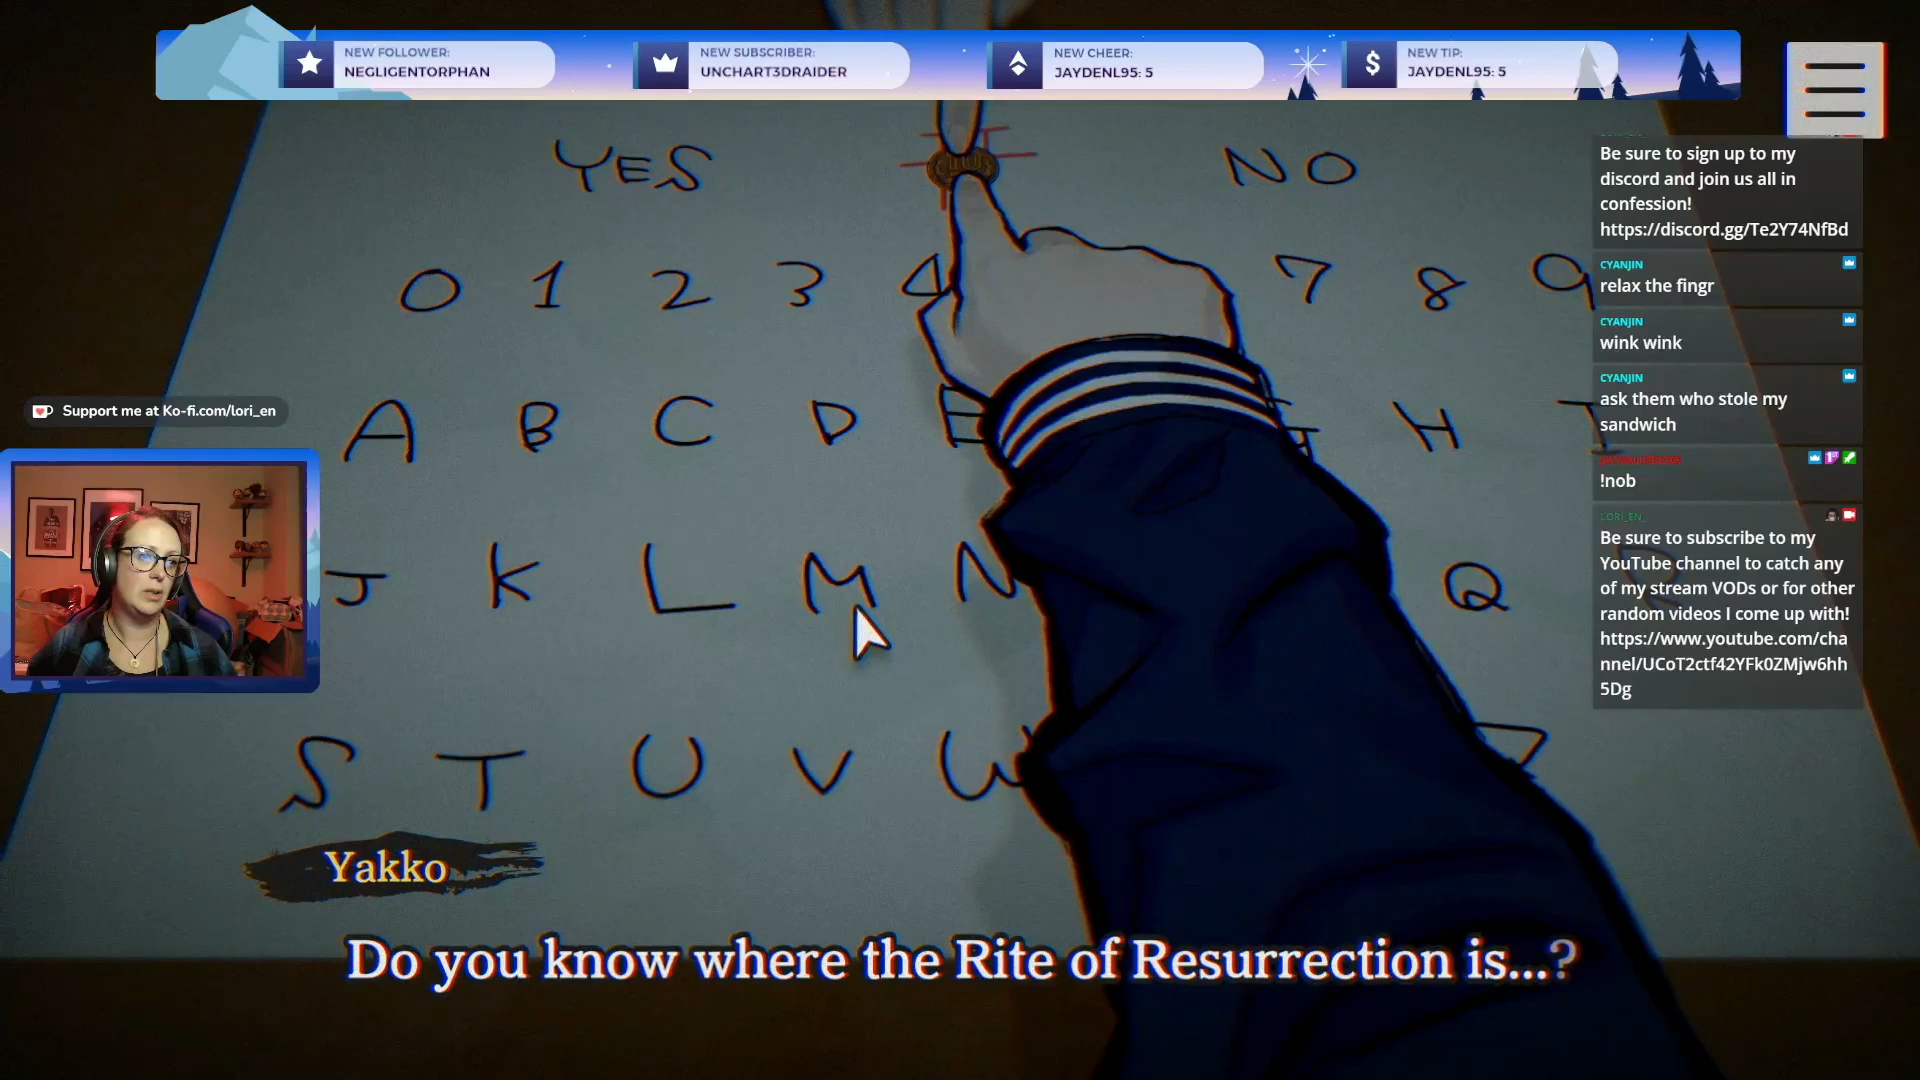 NEW FOLLOWER:
NEGLIGENTORPHAN
NEW SUBSCRIBER:
UNCHART3DRAIDER
NEW CHEER:
JAYDENL95: 5
NEW TIP:
JAYDENL95: 5
YES
NO
0 1 2 3 4 7 8 9
A B C D E H I
J K L M N Q
S T U V W
Be sure to sign up to my
discord and join us all in
confession!
https://discord.gg/Te2Y74NfBd
CYANJIN
relax the fingr
CYANJIN
wink wink
CYANJIN
ask them who stole my
sandwich
!nob
LORI_EN_
Be sure to subscribe to my
YouTube channel to catch any
of my stream VODs or for other
random videos I come up with!
https://www.youtube.com/cha
nnel/UCoT2ctf42YFk0ZMjw6hh
5Dg
Support me at Ko-fi.com/lori_en
Yakko
Do you know where the Rite of Resurrection is...?